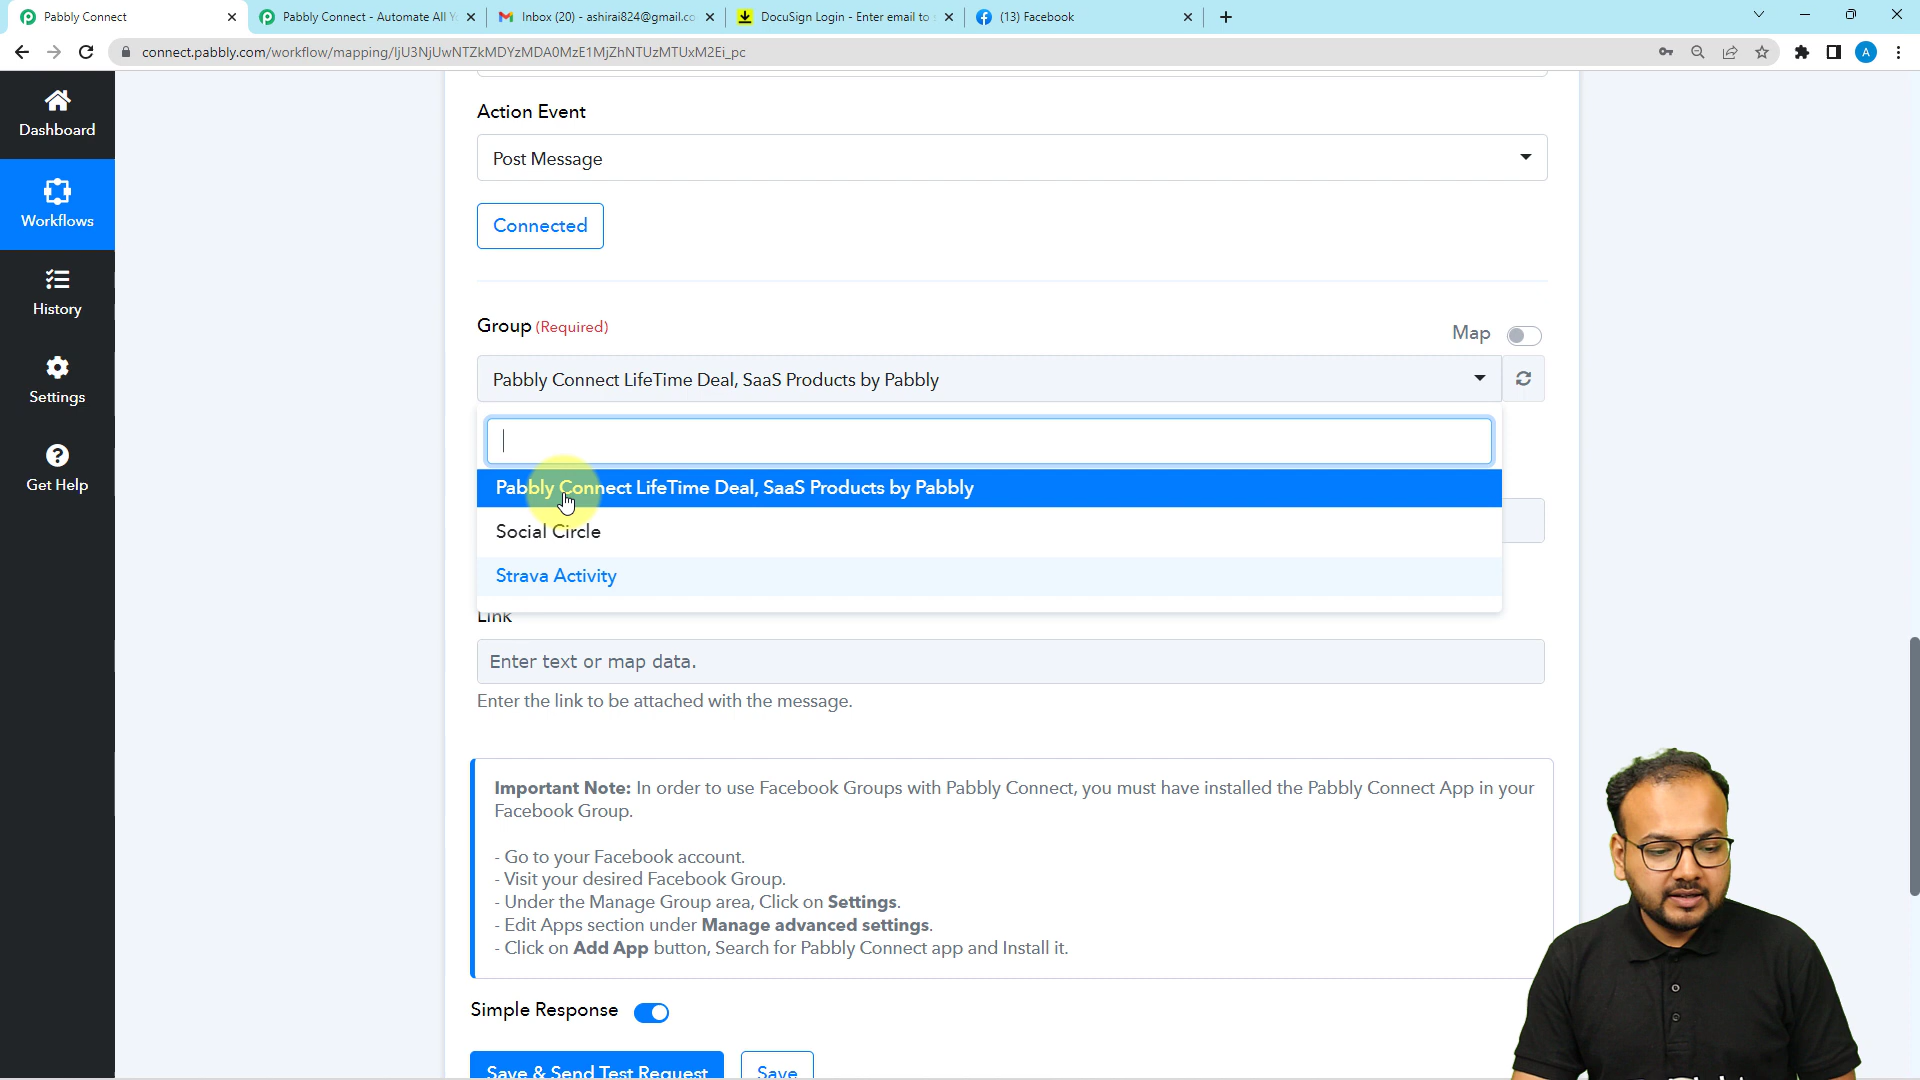 Pabbly Connect
Pabbly Connect - Automate All Y
Inbox (20) - ashirai824@gmail.co
DocuSign Login - Enter email to
(13) Facebook
connect.pabbly.com/workflow/mapping/IjU3NjUwNTZkMDYzMDA0MzE1MjZhNTUzMTUxM2Ei_pc
A
Dashboard
Workflows
History
Settings
Get Help
Action Event
Post Message
Connected
Group (Required)
Map
Pabbly Connect LifeTime Deal, SaaS Products by Pabbly
Pabbly Connect LifeTime Deal, SaaS Products by Pabbly
Social Circle
Strava Activity
Link
Enter text or map data.
Enter the link to be attached with the message.
Important Note: In order to use Facebook Groups with Pabbly Connect, you must have installed the Pabbly Connect App in your
Facebook Group.
- Go to your Facebook account.
- Visit your desired Facebook Group.
- Under the Manage Group area, Click on Settings.
- Edit Apps section under Manage advanced settings.
- Click on Add App button, Search for Pabbly Connect app and Install it.
Simple Response
Save & Send Test Request
Save